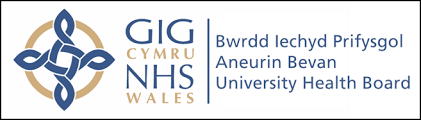 GIG
CYMRU
NHS
WALES
Bwrdd Iechyd Prifysgol
Aneurin Bevan
University Health Board